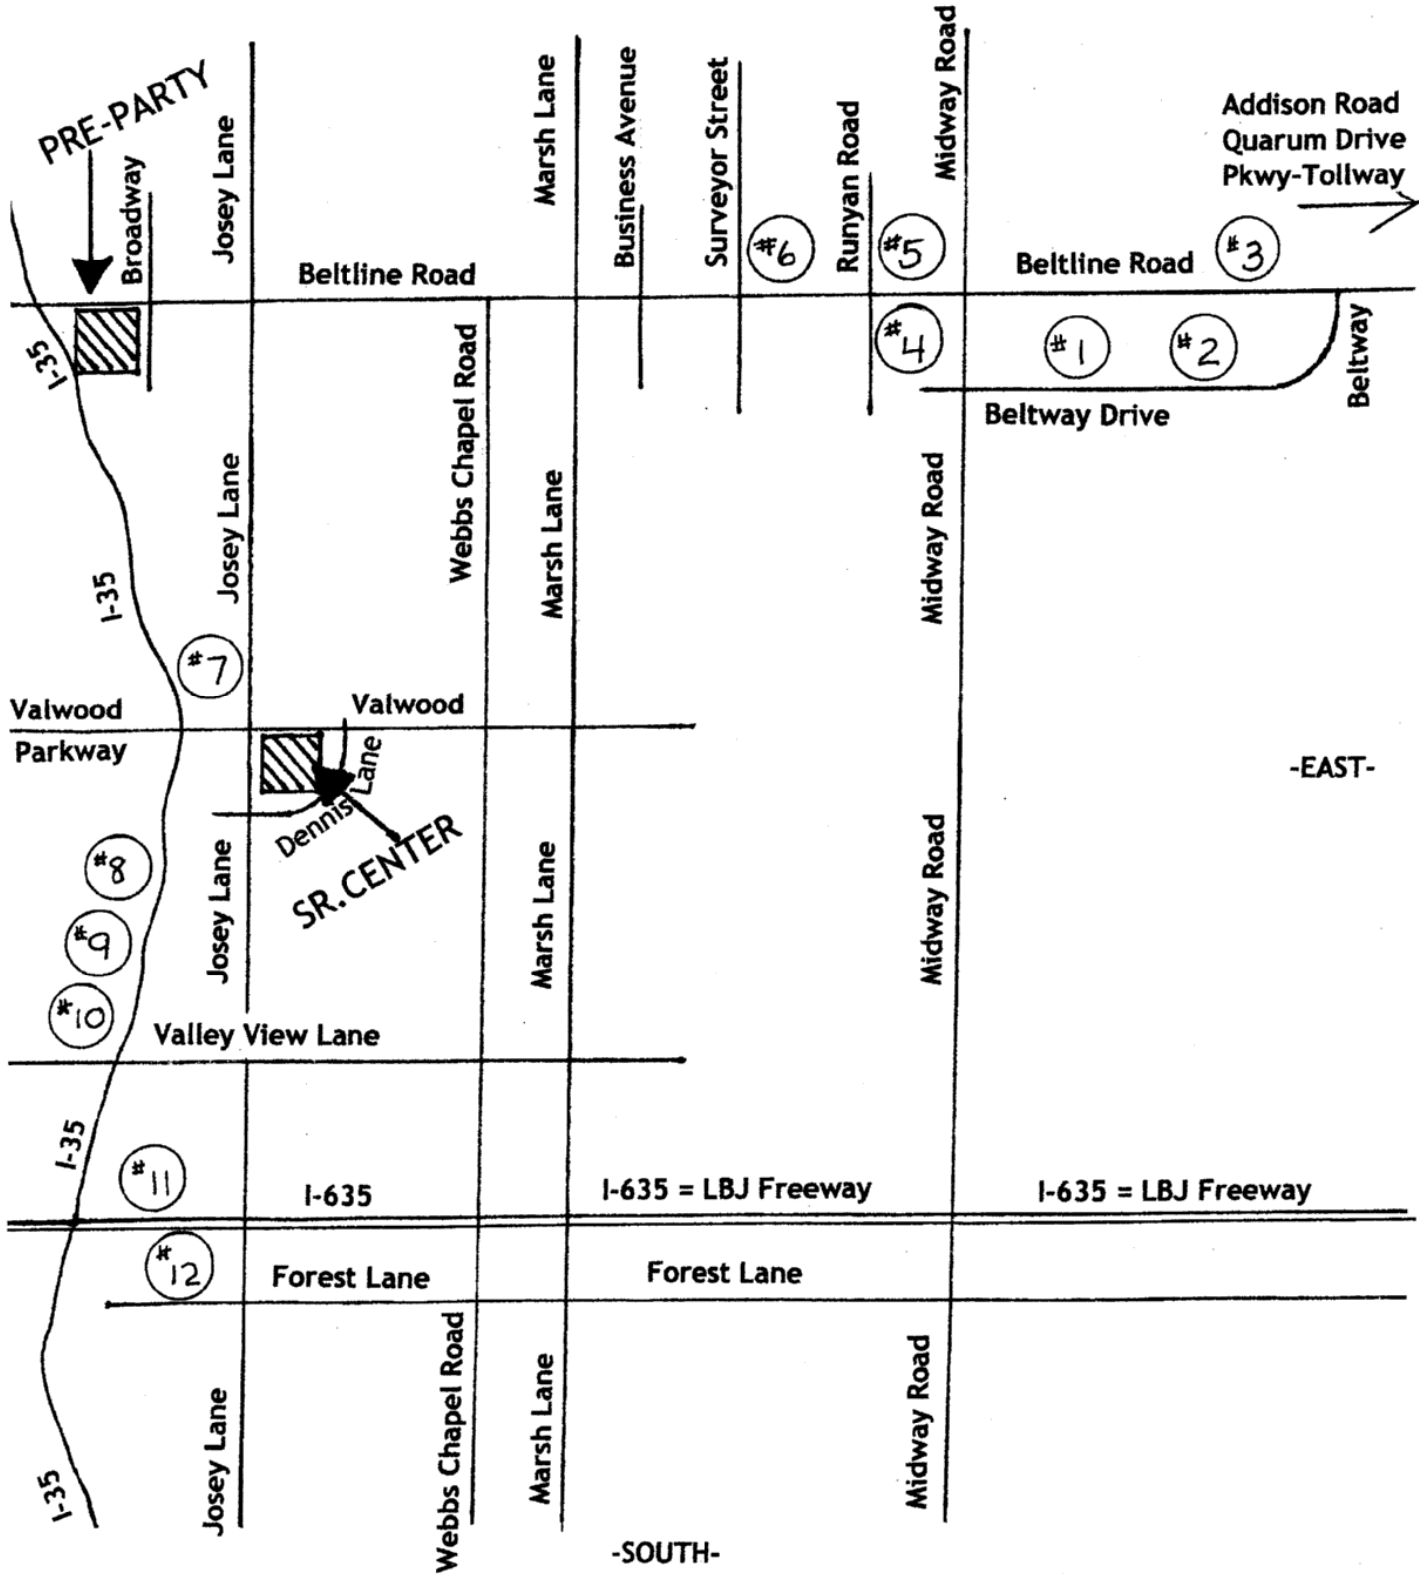 PRE-PARTY
Broadway
Josey Lane
Marsh Lane
Business Avenue
Surveyor Street
Runyan Road
Midway Road
Addison Road
Quarum Drive
Pkwy-Tollway
Beltline Road
#6
#5
Beltline Road
#3
I-35
Webbs Chapel Road
#4
#1
#2
Beltway
Beltway Drive
I-35
Josey Lane
Marsh Lane
Midway Road
#7
Valwood
Parkway
Valwood
Dennis Lane
SR. CENTER
-EAST-
#8
#9
#10
Josey Lane
Marsh Lane
Midway Road
Valley View Lane
I-35
#11
I-635
I-635 = LBJ Freeway
I-635 = LBJ Freeway
#12
Forest Lane
Forest Lane
I-35
Josey Lane
Webbs Chapel Road
Marsh Lane
Midway Road
-SOUTH-